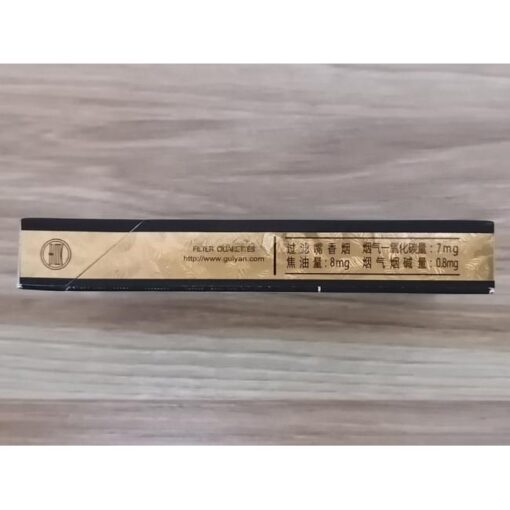 FILTER CIGARETTES
http://www.guiyan.com
过滤嘴香烟 烟气一氧化碳量:7mg
焦油量:8mg 烟气烟碱量:0.8mg